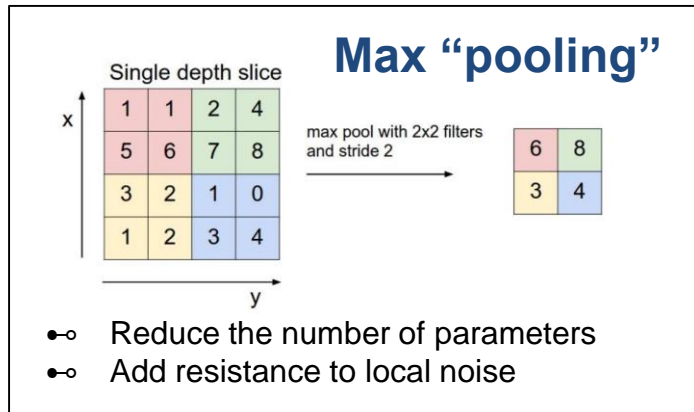 Max “pooling”
Single depth slice
x
1 1 2 4
5 6 7 8
3 2 1 0
1 2 3 4
y
max pool with 2x2 filters
and stride 2
6 8
3 4
Reduce the number of parameters
Add resistance to local noise